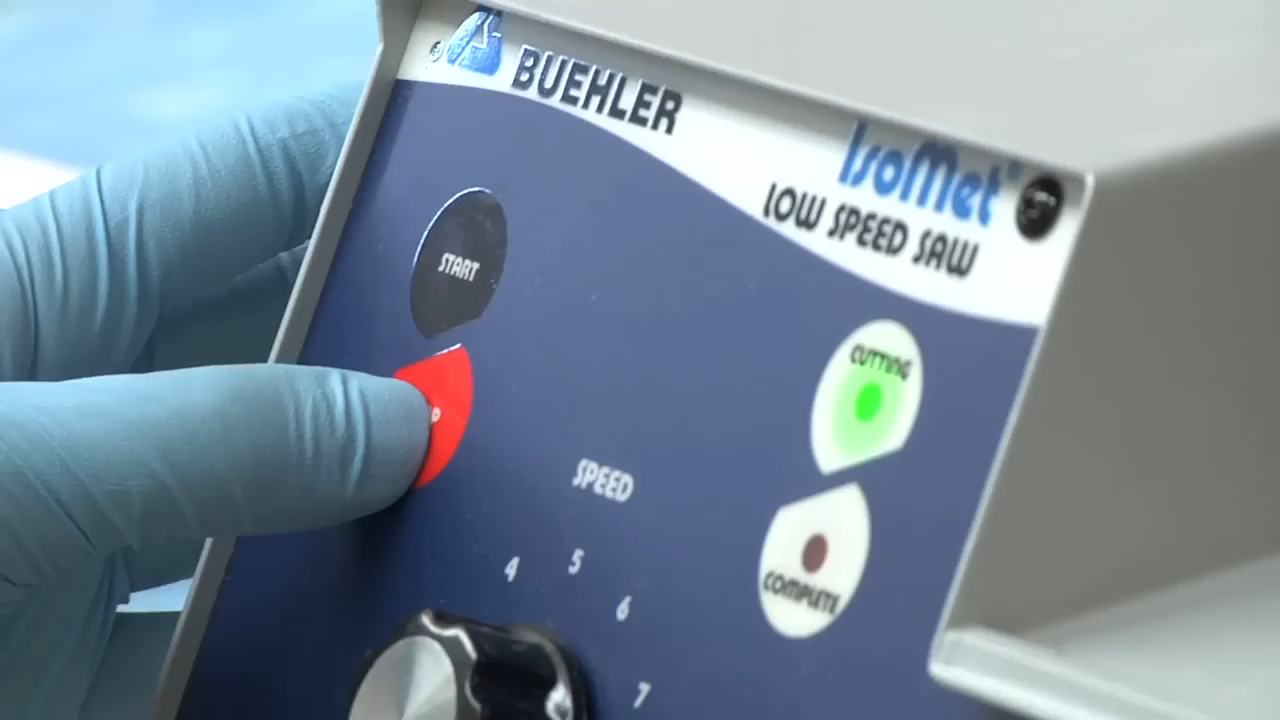 BUEHLER
IsoMet®
LOW SPEED SAW
START
CUTTING
SPEED
4
5
6
7
COMPLETE